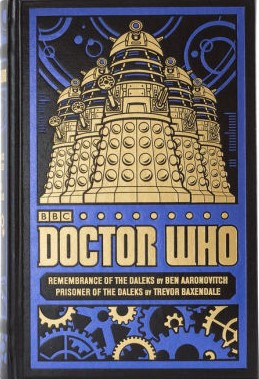 BBC
DOCTOR WHO
REMEMBRANCE OF THE DALEKS BY BEN AARONOVITCH
PRISONER OF THE DALEKS BY TREVOR BAXENDALE